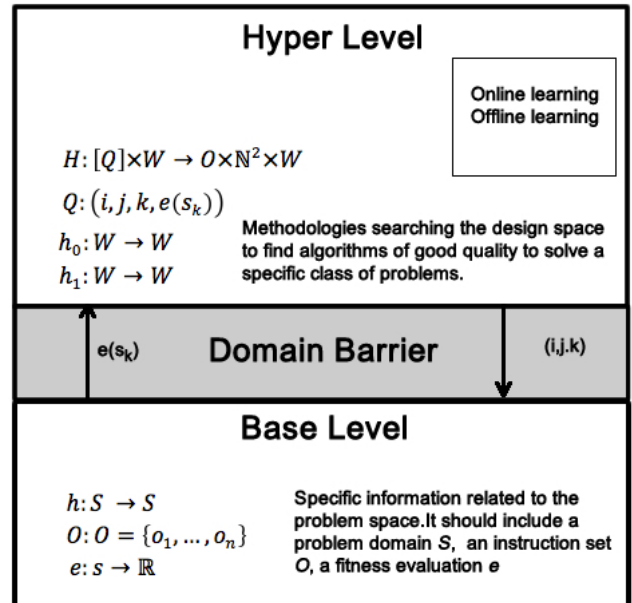 Hyper Level
Online learning
Offline learning
H: [Q]×W → O×ℕ²×W
Q: (i, j, k, e(sₖ))
h₀: W → W
h₁: W → W
Methodologies searching the design space
to find algorithms of good quality to solve a
specific class of problems.
e(sₖ)
Domain Barrier
(i,j.k)
Base Level
h: S → S
O: O = {o₁, … , oₙ}
e: s → ℝ
Specific information related to the
problem space.It should include a
problem domain S, an instruction set
O, a fitness evaluation e